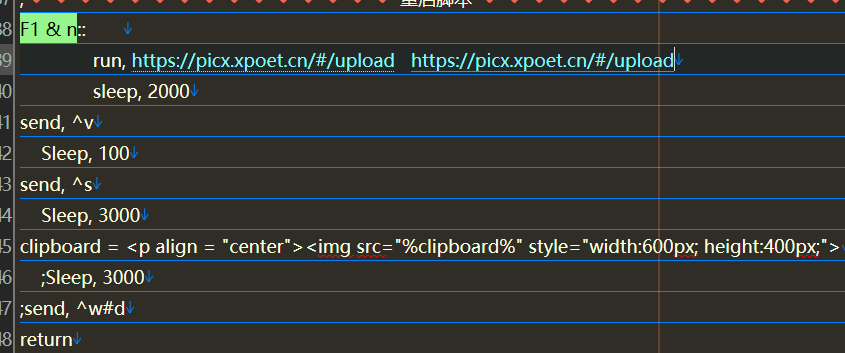 重启脚本
38 F1 & n::
39 run, https://picx.xpoet.cn/#/upload https://picx.xpoet.cn/#/upload
40 sleep, 2000
41 send, ^v
42 Sleep, 100
43 send, ^s
44 Sleep, 3000
45 clipboard = <p align = "center"><img src="%clipboard%" style="width:600px; height:400px;">
46 ;Sleep, 3000
47 ;send, ^w#d
48 return